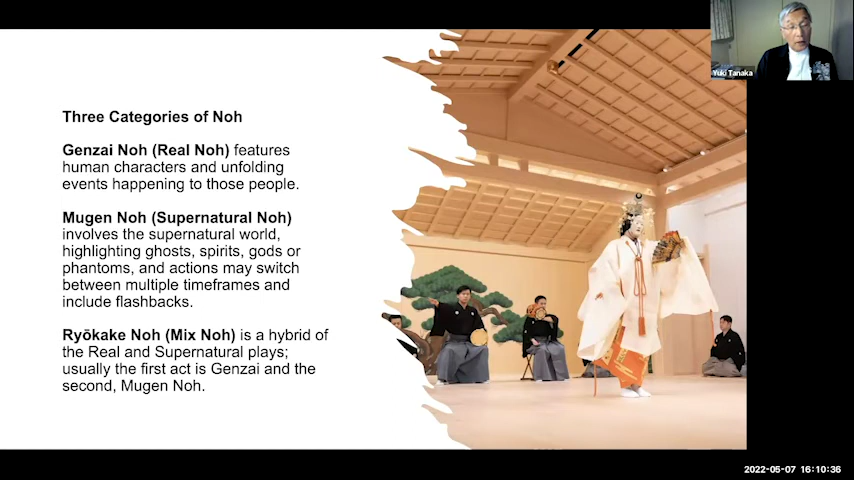 Yuki Tanaka
Three Categories of Noh
Genzai Noh (Real Noh) features
human characters and unfolding
events happening to those people.
Mugen Noh (Supernatural Noh)
involves the supernatural world,
highlighting ghosts, spirits, gods or
phantoms, and actions may switch
between multiple timeframes and
include flashbacks.
Ryōkake Noh (Mix Noh) is a hybrid of
the Real and Supernatural plays;
usually the first act is Genzai and the
second, Mugen Noh.
2022-05-07 16:10:36